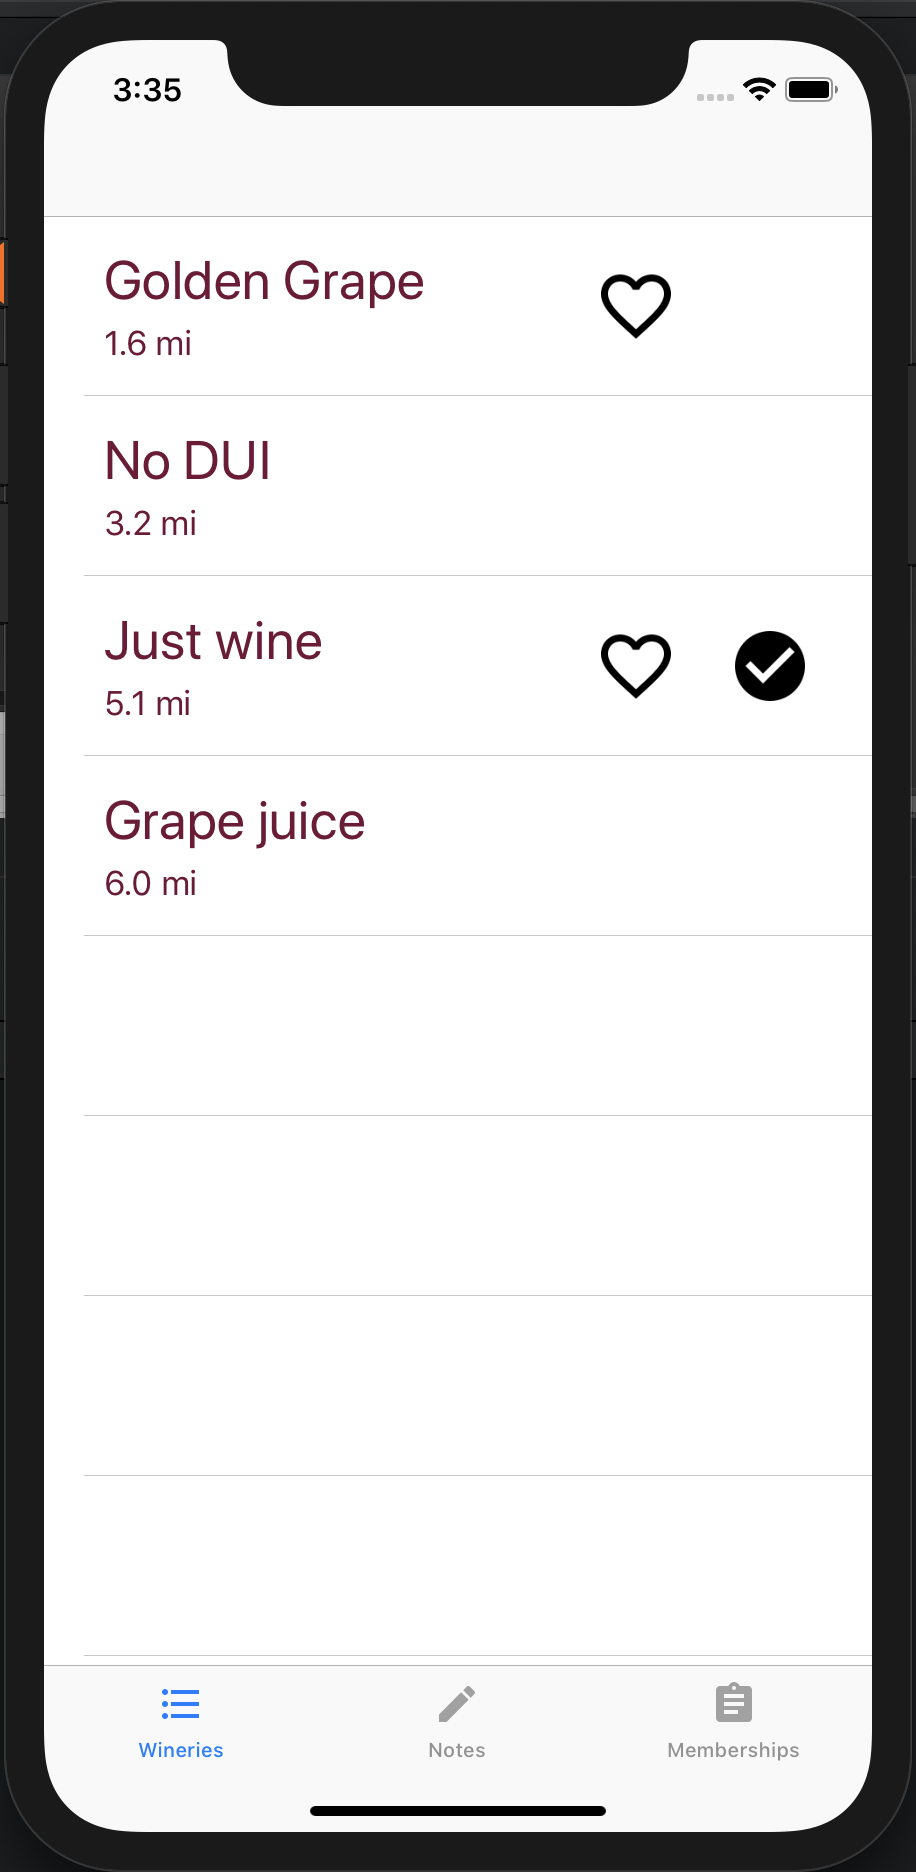 3:35
Golden Grape
1.6 mi
No DUI
3.2 mi
Just wine
5.1 mi
Grape juice
6.0 mi
Wineries
Notes
Memberships